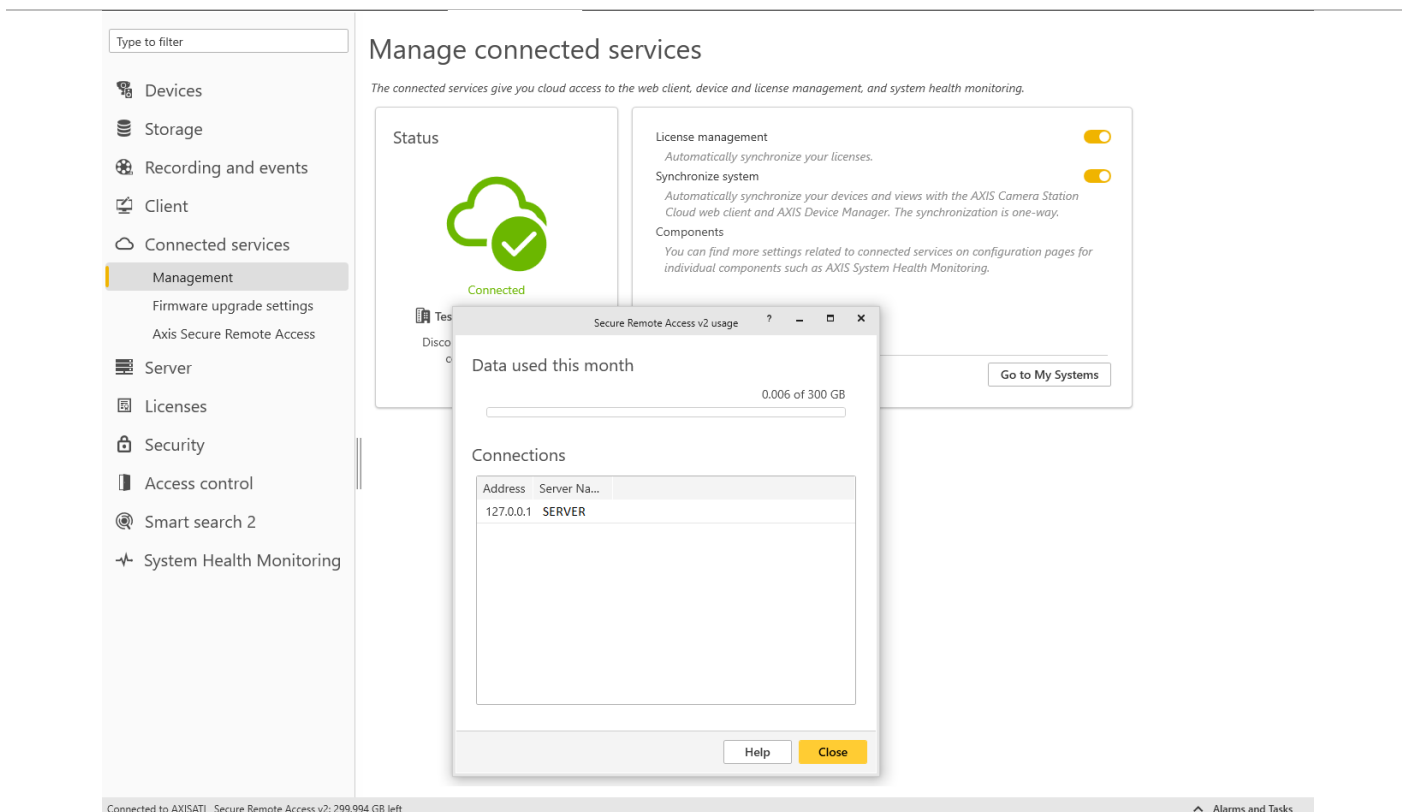 Type to filter
Devices
Storage
Recording and events
Client
Connected services
Management
Firmware upgrade settings
Axis Secure Remote Access
Server
Licenses
Security
Access control
Smart search 2
System Health Monitoring
Manage connected services
The connected services give you cloud access to the web client, device and license management, and system health monitoring.
Status
Connected
Tes
Disco
c
License management
Automatically synchronize your licenses.
Synchronize system
Automatically synchronize your devices and views with the AXIS Camera Station
Cloud web client and AXIS Device Manager. The synchronization is one-way.
Components
You can find more settings related to connected services on configuration pages for
individual components such as AXIS System Health Monitoring.
Go to My Systems
Secure Remote Access v2 usage ?
Data used this month
0.006 of 300 GB
Connections
Address Server Na...
127.0.0.1 SERVER
Help Close
Connected to AXISATL Secure Remote Access v2: 299.994 GB left
Alarms and Tasks